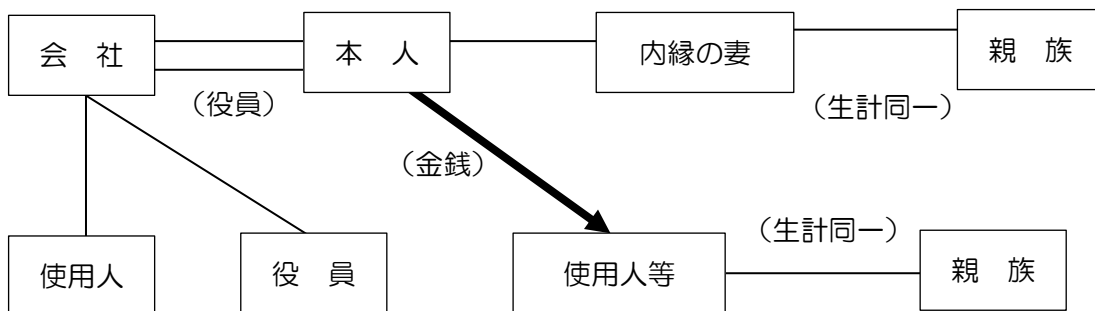 会　社
本　人
内縁の妻
親　族
（役員）
（生計同一）
（金銭）
（生計同一）
使用人
役　員
使用人等
親　族